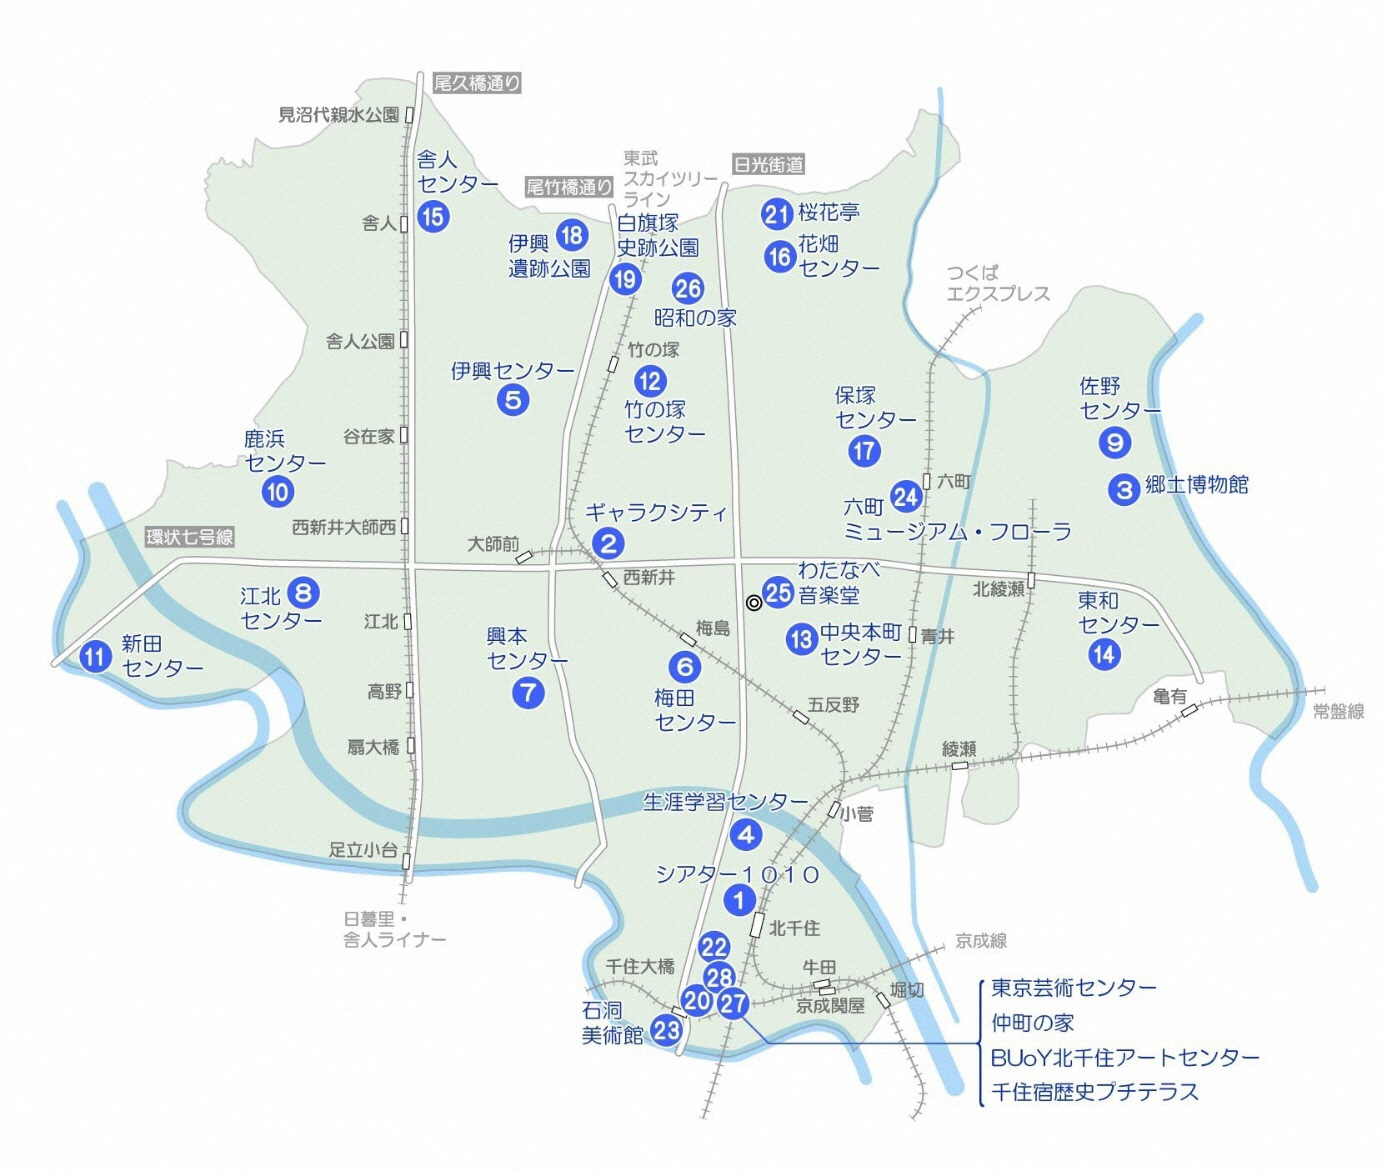 尾久橋通り
見沼代親水公園
舎人
センター
15
舎人
東武
スカイツリー
ライン
尾竹橋通り
日光街道
伊興
遺跡公園
18
白旗塚
史跡公園
19
26
昭和の家
21
桜花亭
16
花畑
センター
つくば
エクスプレス
舎人公園
竹の塚
12
竹の塚
センター
伊興センター
5
谷在家
鹿浜
センター
10
保塚
センター
17
佐野
センター
9
3
郷土博物館
六町
24
六町
ミュージアム・フローラ
環状七号線
西新井大師西
大師前
ギャラクシティ
2
西新井
わたなべ
音楽堂
25
北綾瀬
江北
センター
8
江北
新田
センター
11
興本
センター
7
梅島
6
梅田
センター
13
中央本町
センター
青井
東和
センター
14
高野
扇大橋
五反野
亀有
常盤線
綾瀬
小菅
生涯学習センター
4
シアター1010
1
北千住
足立小台
日暮里・
舎人ライナー
22
28
20
27
千住大橋
石洞
美術館
23
牛田
京成関屋
堀切
京成線
東京芸術センター
仲町の家
BUoY北千住アートセンター
千住宿歴史プチテラス